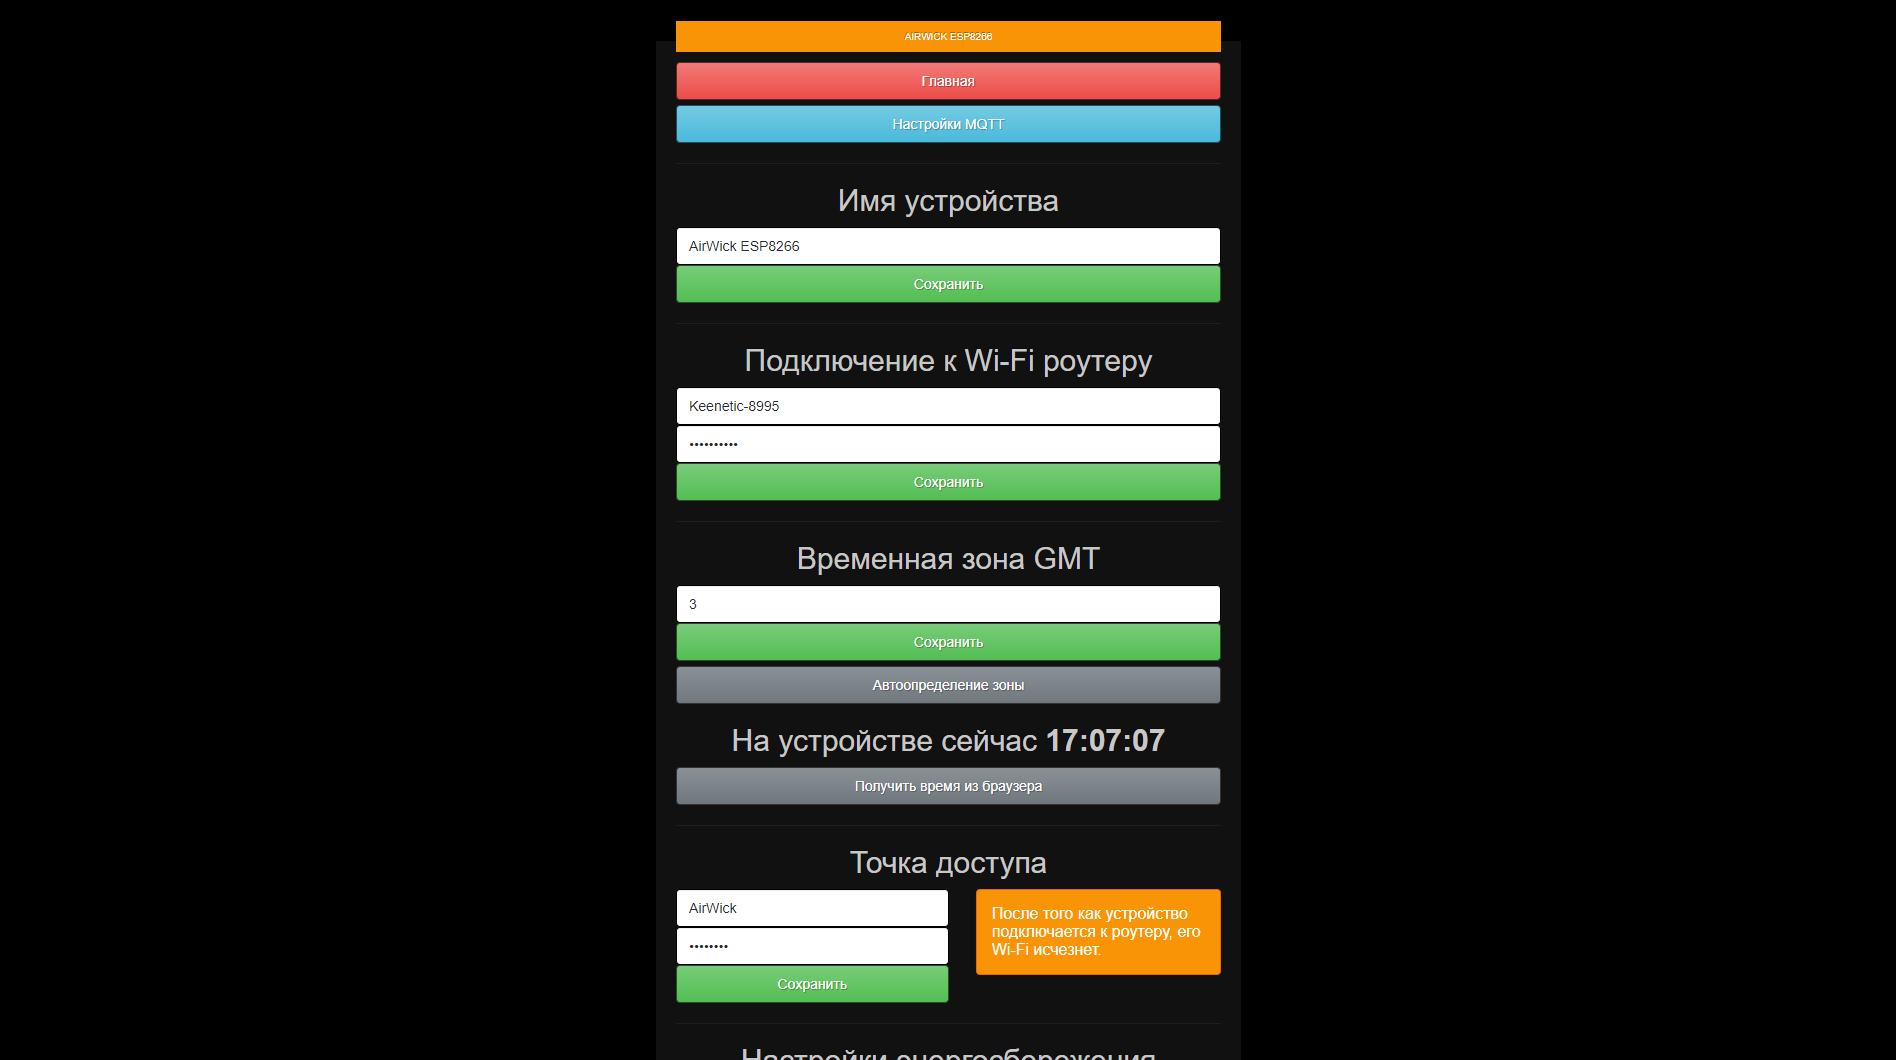 AIRWICK ESP8266
Главная
Настройки MQTT
Имя устройства
AirWick ESP8266
Сохранить
Подключение к Wi-Fi роутеру
Keenetic-8995
••••••••••
Сохранить
Временная зона GMT
3
Сохранить
Автоопределение зоны
На устройстве сейчас 17:07:07
Получить время из браузера
Точка доступа
AirWick
••••••••
Сохранить
После того как устройство
подключается к роутеру, его
Wi-Fi исчезнет.
Настройки энергосбережения